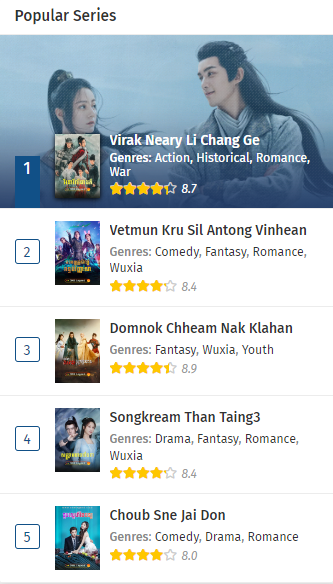 Popular Series
1
Virak Neary Li Chang Ge
Genres: Action, Historical, Romance,
War
8.7
2
Vetmun Kru Sil Antong Vinhean
Genres: Comedy, Fantasy, Romance,
Wuxia
8.4
3
Domnok Chheam Nak Klahan
Genres: Fantasy, Wuxia, Youth
8.9
4
Songkream Than Taing3
Genres: Drama, Fantasy, Romance,
Wuxia
8.4
5
Choub Sne Jai Don
Genres: Comedy, Drama, Romance
8.0